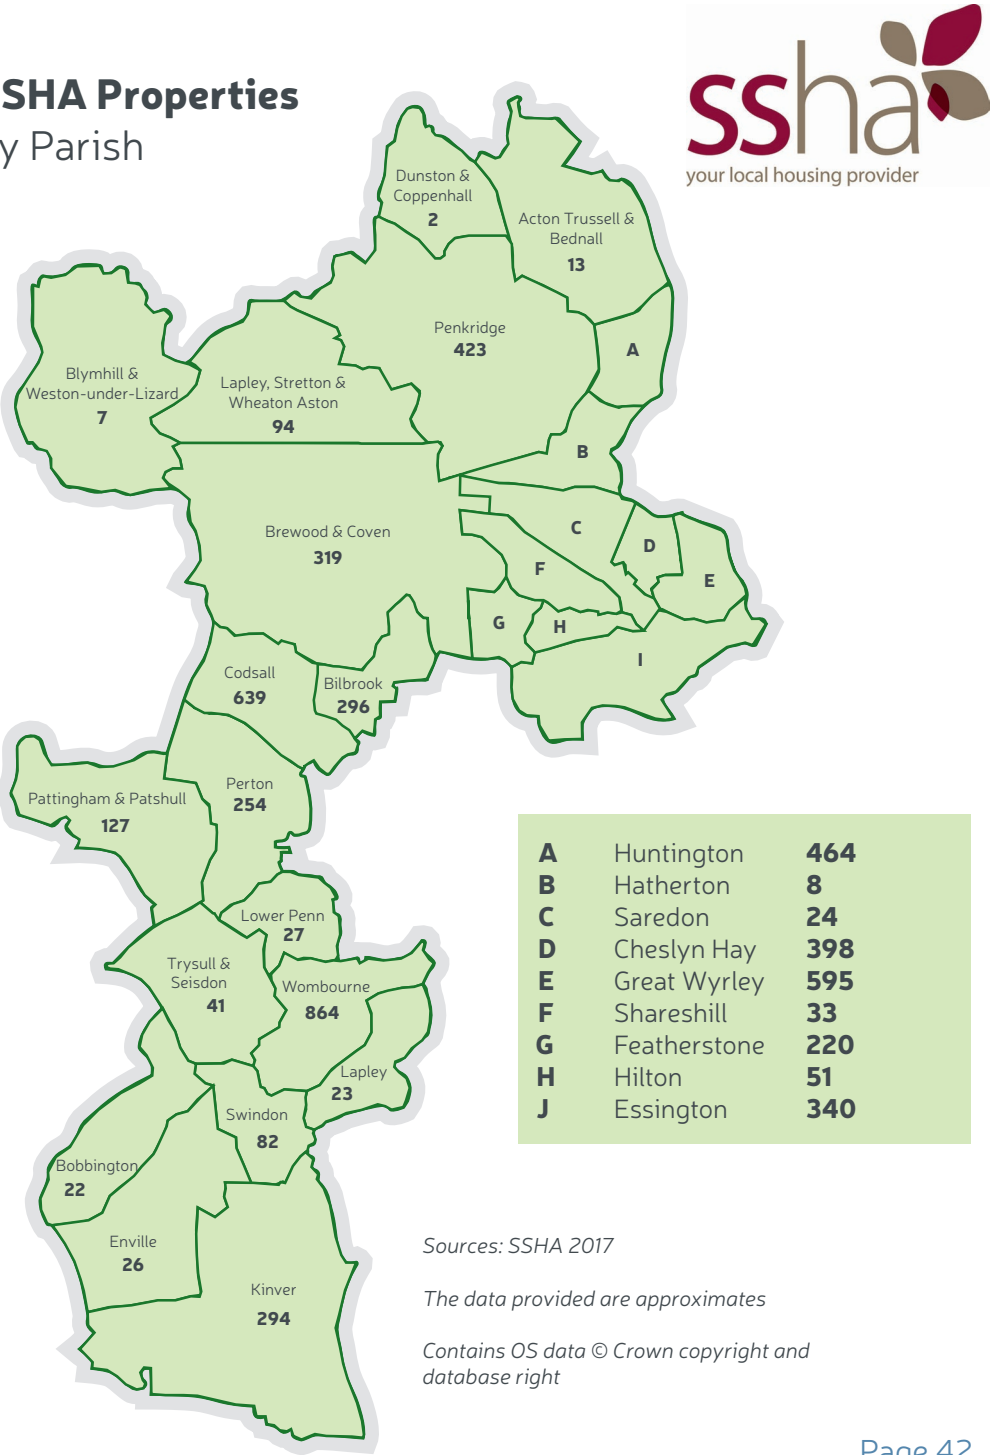 SHA Properties
y Parish
ssha
your local housing provider
Dunston &
Coppenhall
2
Acton Trussell &
Bednall
13
Penkridge
423
A
Blymhill &
Weston-under-Lizard
7
Lapley, Stretton &
Wheaton Aston
94
B
Brewood & Coven
319
C
D
E
F
G
H
I
Codsall
639
Bilbrook
296
Perton
254
Pattingham & Patshull
127
Lower Penn
27
Trysull &
Seisdon
41
Wombourne
864
Lapley
23
Swindon
82
Bobbington
22
Enville
26
Kinver
294
A Huntington 464
B Hatherton 8
C Saredon 24
D Cheslyn Hay 398
E Great Wyrley 595
F Shareshill 33
G Featherstone 220
H Hilton 51
J Essington 340
Sources: SSHA 2017
The data provided are approximates
Contains OS data © Crown copyright and
database right
Page 42